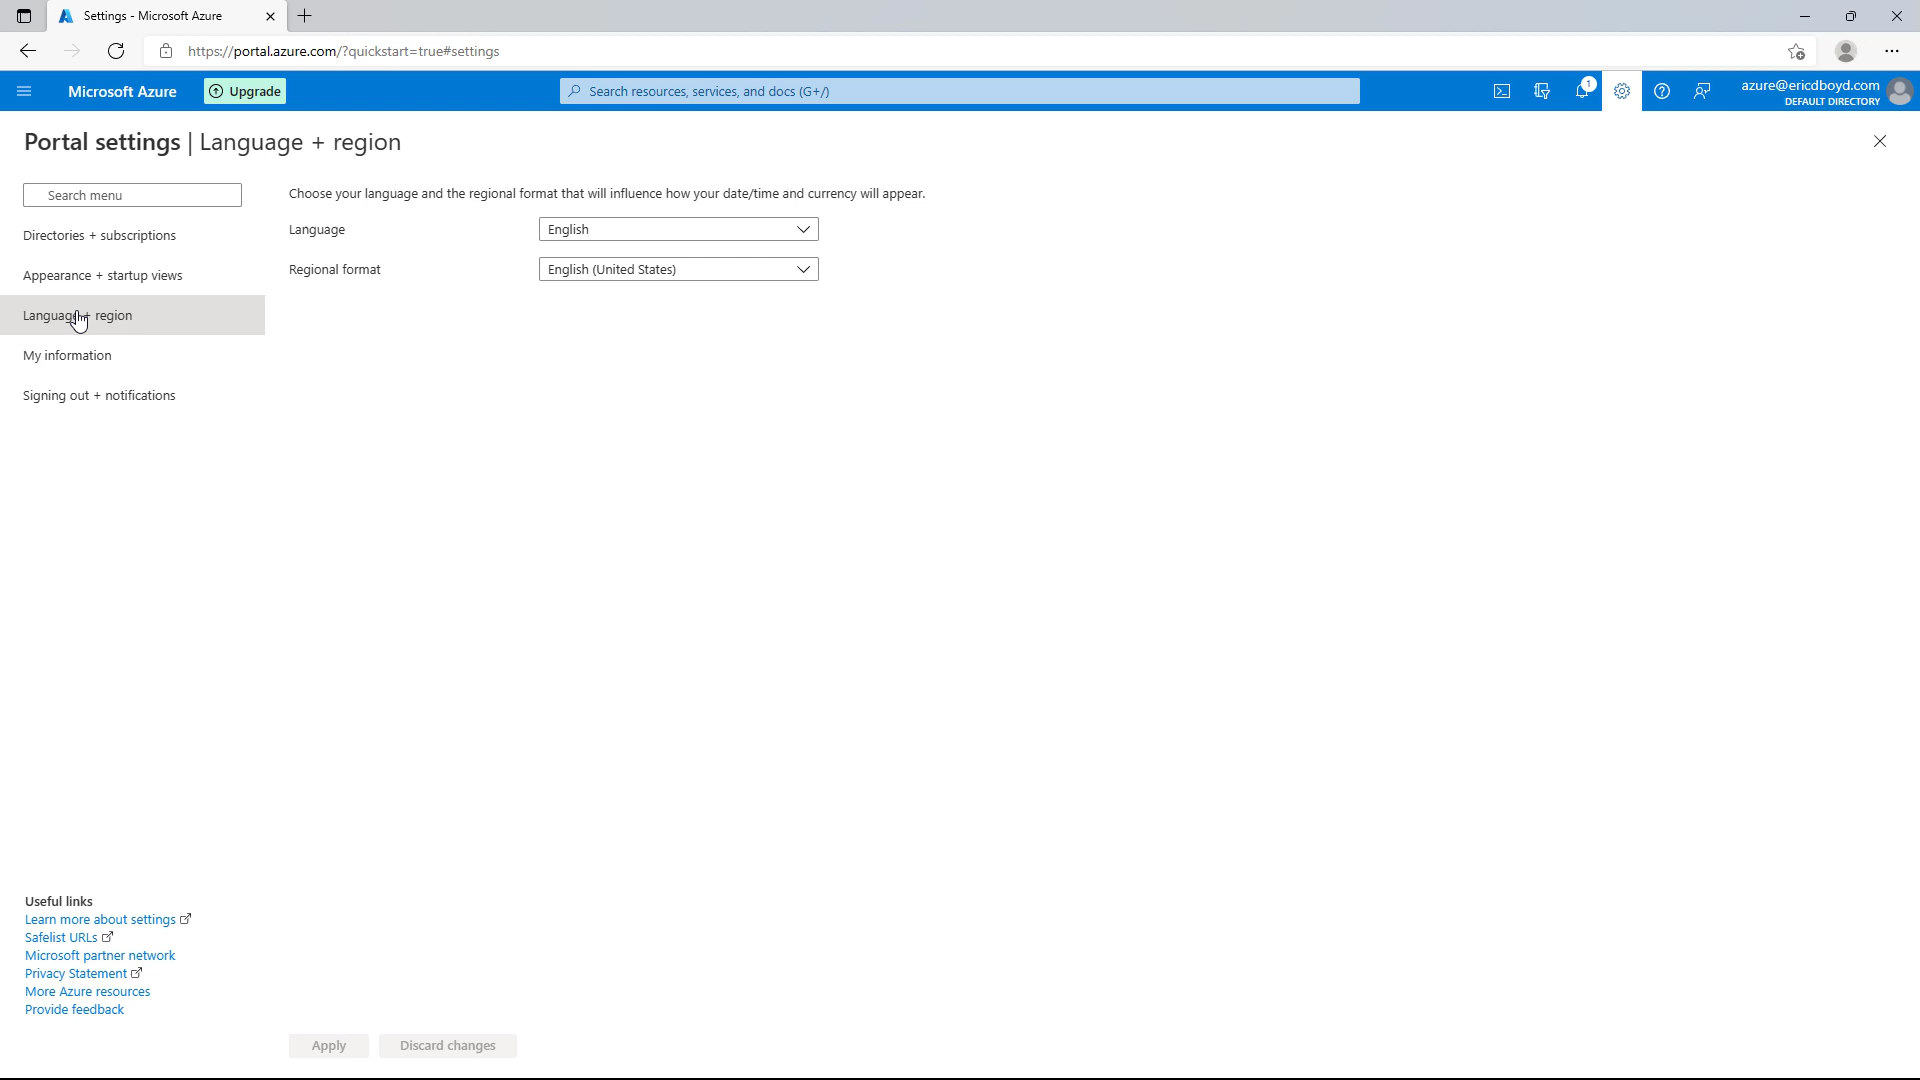 Settings - Microsoft Azure
https://portal.azure.com/?quickstart=true#settings
Microsoft Azure
Upgrade
Search resources, services, and docs (G+/)
1
azure@ericdboyd.com
DEFAULT DIRECTORY
Portal settings | Language + region
Search menu
Directories + subscriptions
Appearance + startup views
Language + region
My information
Signing out + notifications
Choose your language and the regional format that will influence how your date/time and currency will appear.
Language
English
Regional format
English (United States)
Useful links
Learn more about settings
Safelist URLs
Microsoft partner network
Privacy Statement
More Azure resources
Provide feedback
Apply
Discard changes